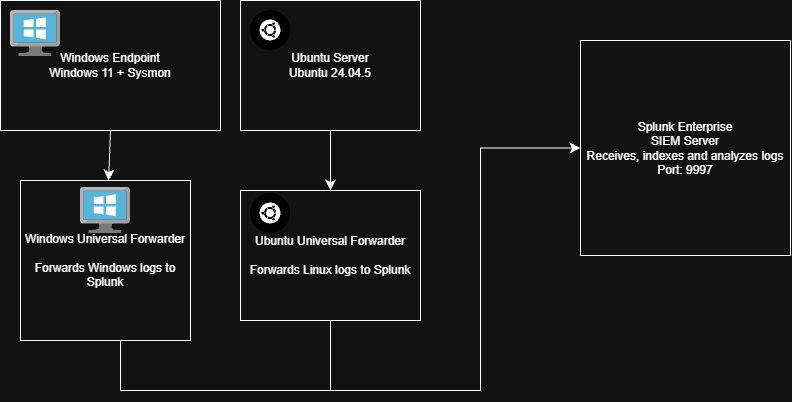 Windows Endpoint
Windows 11 + Sysmon
Ubuntu Server
Ubuntu 24.04.5
Splunk Enterprise
SIEM Server
Receives, indexes and analyzes logs
Port: 9997
Windows Universal Forwarder
Forwards Windows logs to
Splunk
Ubuntu Universal Forwarder
Forwards Linux logs to Splunk